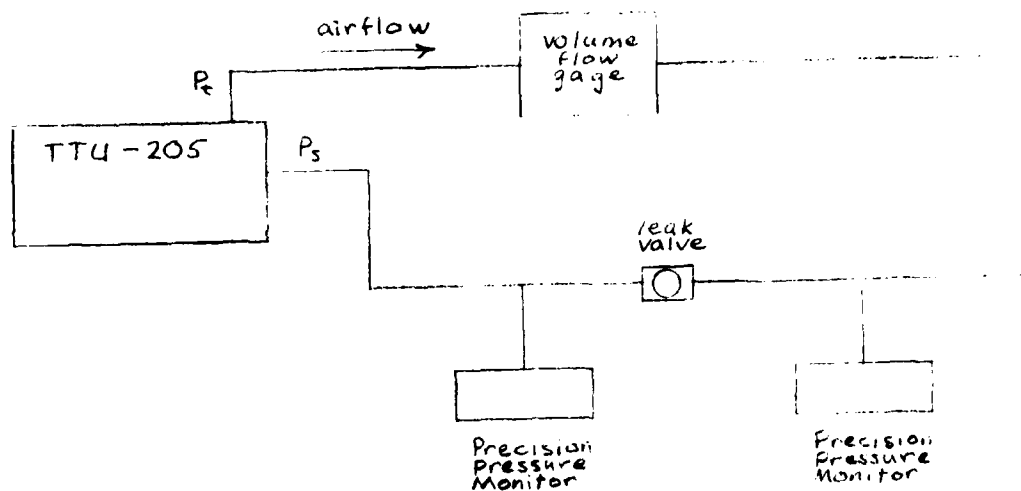 airflow
volume
flow
gage
Pt
TTU-205
Ps
leak
valve
Precision
Pressure
Monitor
Precision
Pressure
Monitor